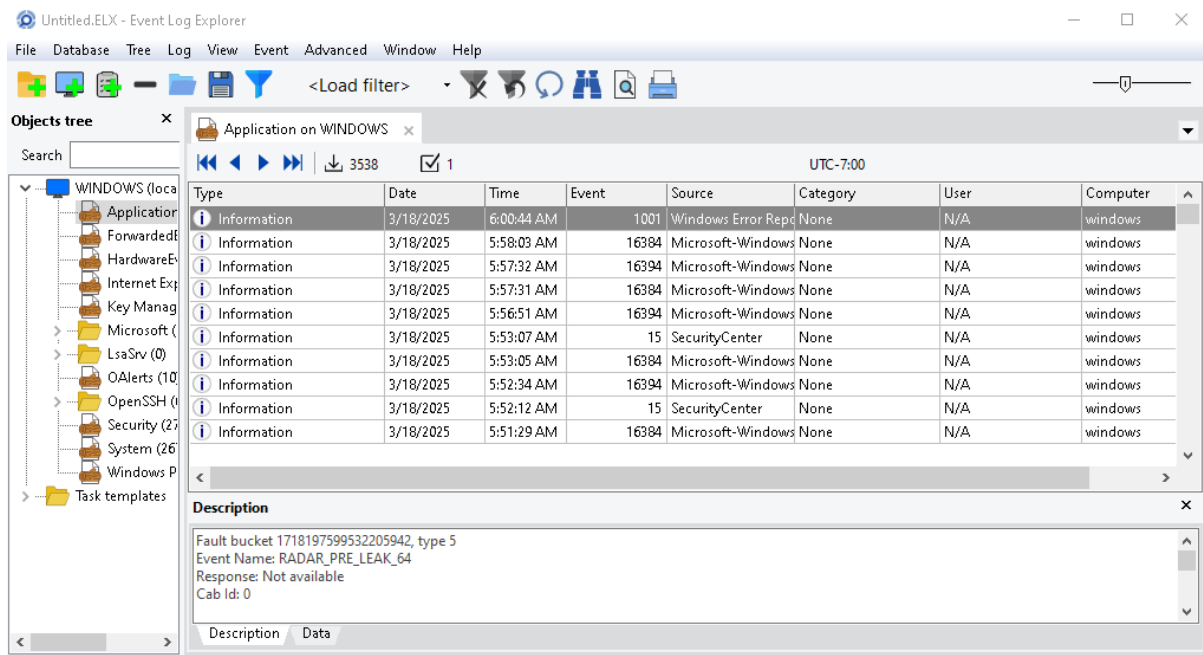 Untitled.ELX - Event Log Explorer
File Database Tree Log View Event Advanced Window Help
<Load filter>
Objects tree
Application on WINDOWS
Search
3538 1 UTC-7:00
WINDOWS (loca
Application
ForwardedE
HardwareEv
Internet Exp
Key Manag
Microsoft (
LsaSrv (0)
OAlerts (10
OpenSSH (
Security (27
System (26
Windows P
Task templates
Type Date Time Event Source Category User Computer
Information 3/18/2025 6:00:44 AM 1001 Windows Error Repo None N/A windows
Information 3/18/2025 5:58:03 AM 16384 Microsoft-Windows None N/A windows
Information 3/18/2025 5:57:32 AM 16394 Microsoft-Windows None N/A windows
Information 3/18/2025 5:57:31 AM 16384 Microsoft-Windows None N/A windows
Information 3/18/2025 5:56:51 AM 16394 Microsoft-Windows None N/A windows
Information 3/18/2025 5:53:07 AM 15 SecurityCenter None N/A windows
Information 3/18/2025 5:53:05 AM 16384 Microsoft-Windows None N/A windows
Information 3/18/2025 5:52:34 AM 16394 Microsoft-Windows None N/A windows
Information 3/18/2025 5:52:12 AM 15 SecurityCenter None N/A windows
Information 3/18/2025 5:51:29 AM 16384 Microsoft-Windows None N/A windows
Description
Fault bucket 1718197599532205942, type 5
Event Name: RADAR_PRE_LEAK_64
Response: Not available
Cab Id: 0
Description Data